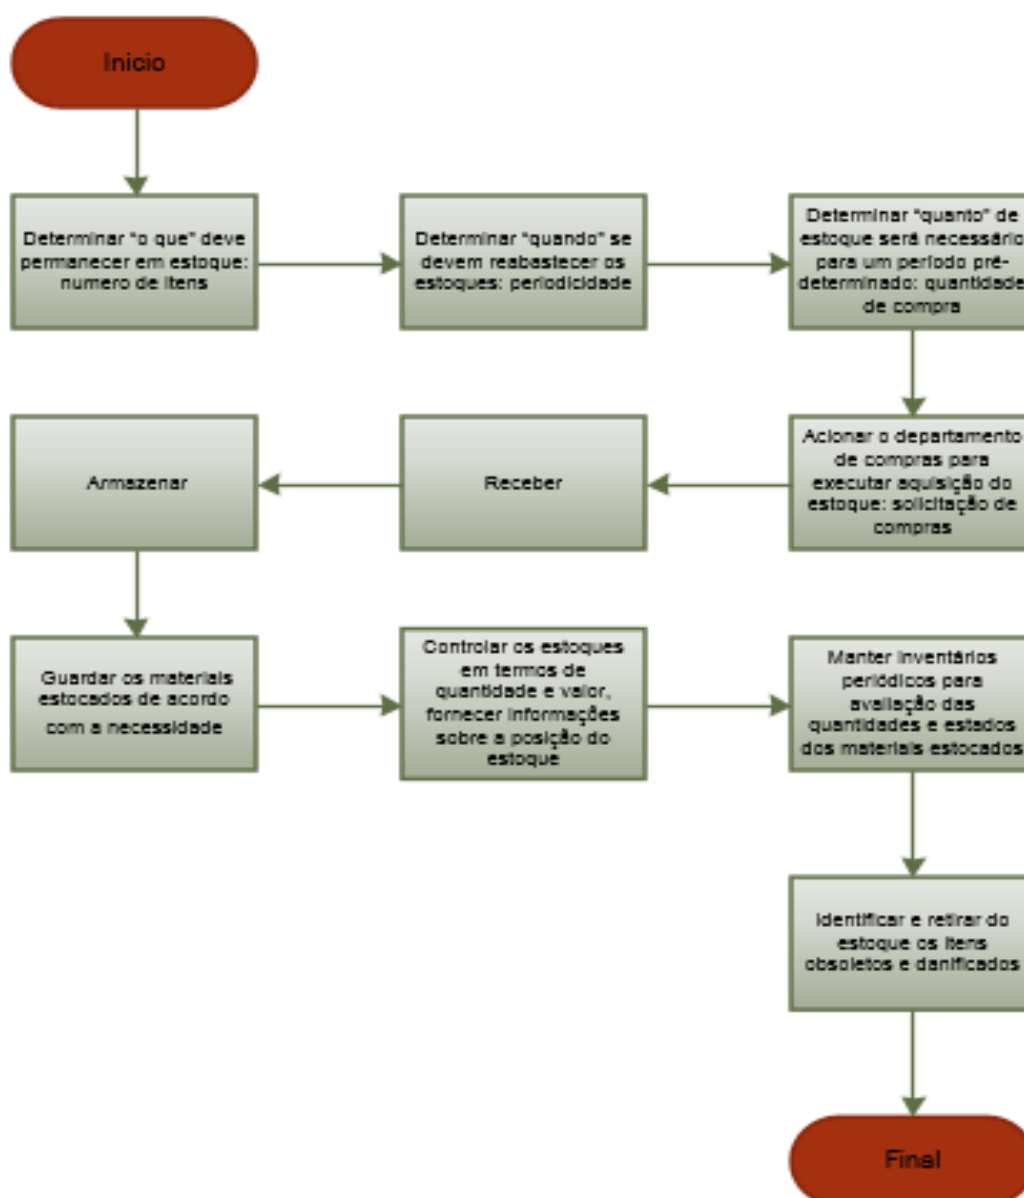 Inicio
Determinar "o que" deve
permanecer em estoque:
numero de itens
Determinar "quando" se
devem reabastecer os
estoques: periodicidade
Determinar "quanto" de
estoque será necessário
para um período pré-
determinado: quantidade
de compra
Acionar o departamento
de compras para
executar aquisição do
estoque: solicitação de
compras
Receber
Armazenar
Guardar os materiais
estocados de acordo
com a necessidade
Controlar os estoques
em termos de
quantidade e valor,
fornecer informações
sobre a posição do
estoque
Manter inventários
periódicos para
avaliação das
quantidades e estados
dos materiais estocados
Identificar e retirar do
estoque os itens
obsoletos e danificados
Final